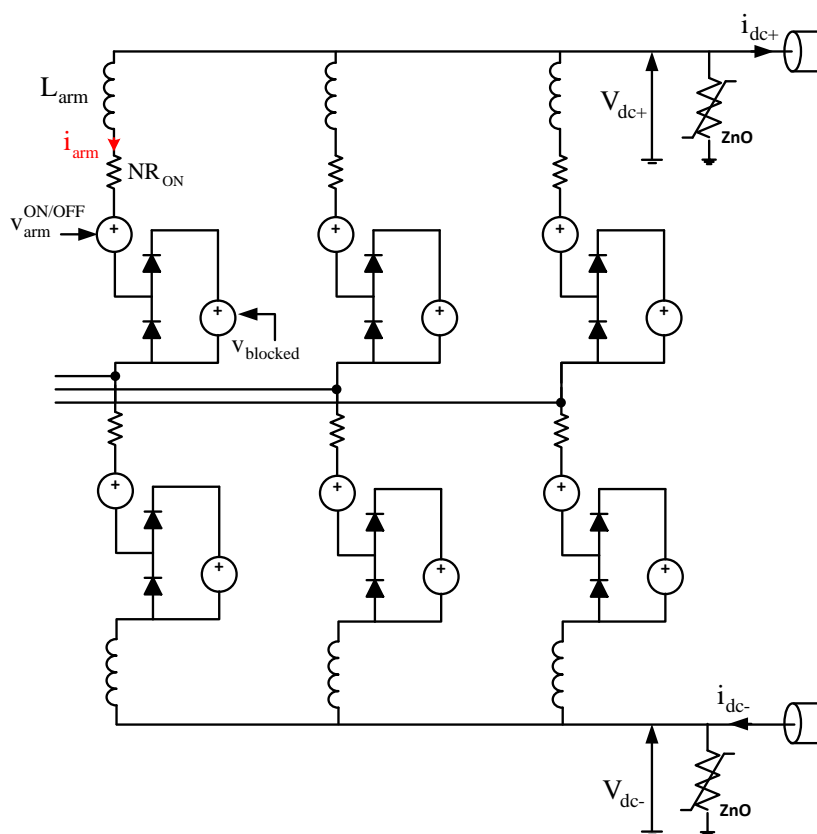 i_dc+
L_arm
V_dc+
ZnO
i_arm
NR_ON
v_arm^ON/OFF
+
+
+
+
+
+
v_blocked
+
+
+
+
+
+
i_dc-
V_dc-
ZnO